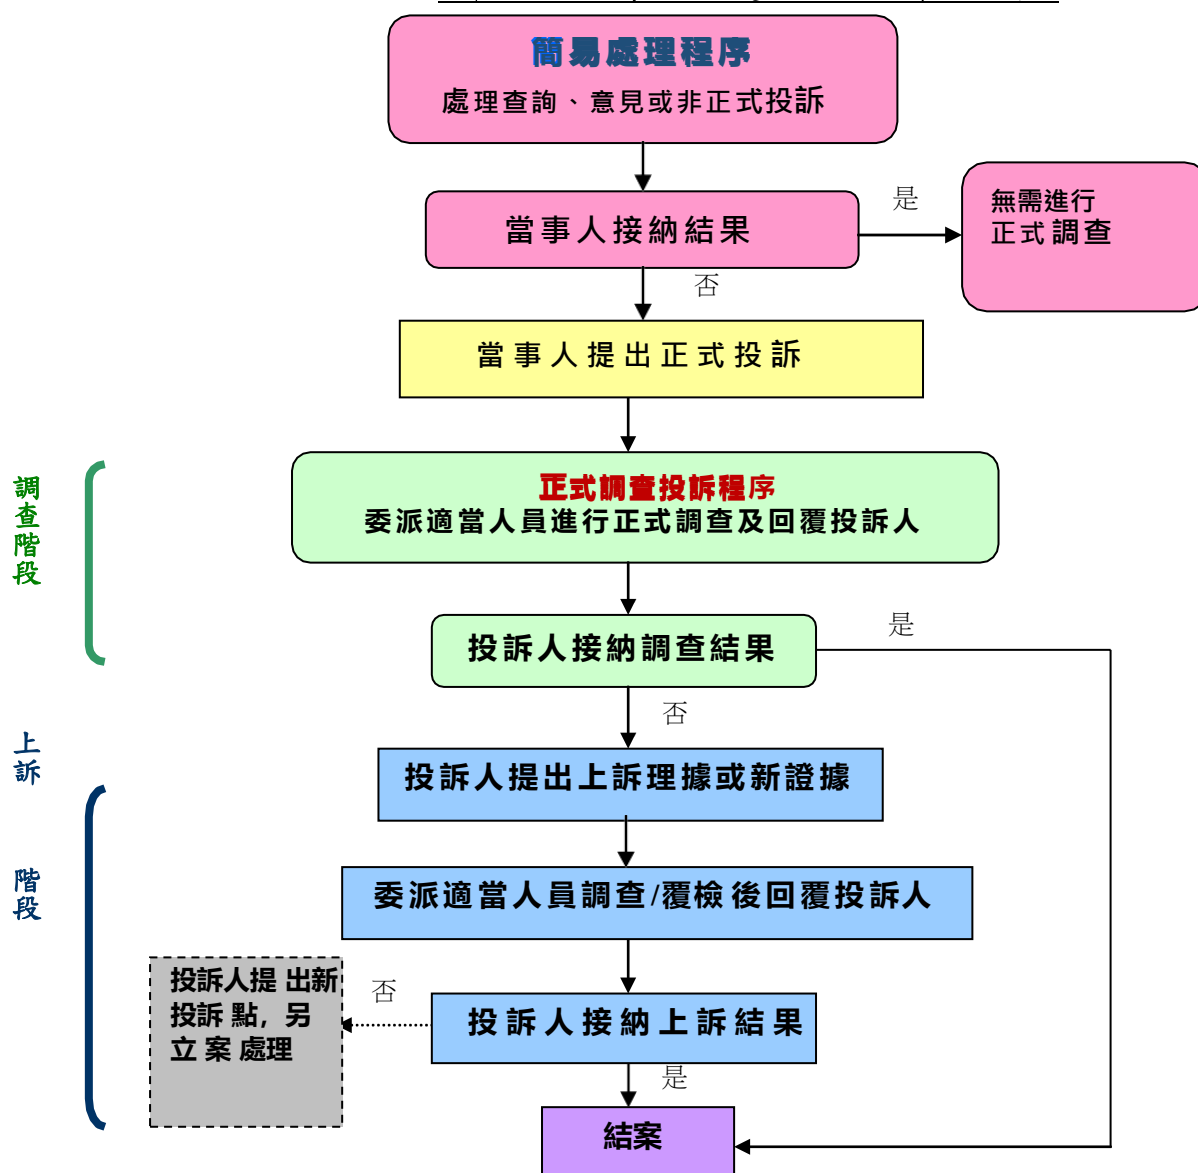 簡易處理程序
處理查詢、意見或非正式投訴
當事人接納結果
是
無需進行
正式調查
否
當事人提出正式投訴
調查階段
正式調查投訴程序
委派適當人員進行正式調查及回覆投訴人
投訴人接納調查結果
是
否
上訴
階段
投訴人提出上訴理據或新證據
委派適當人員調查/覆檢後回覆投訴人
投訴人提出新
投訴點，另
立案處理
否
投訴人接納上訴結果
是
結案